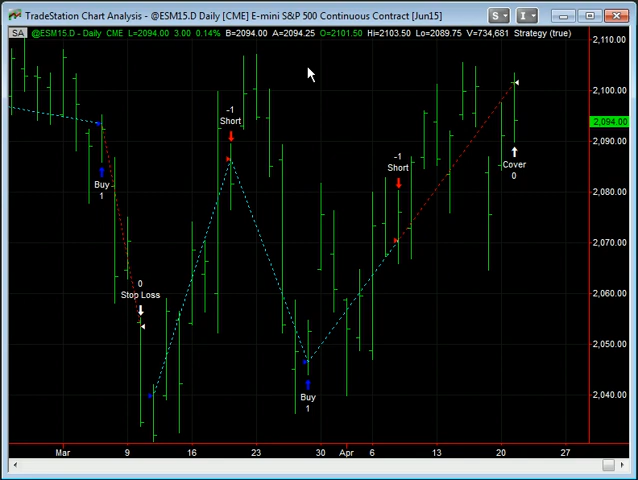 TradeStation Chart Analysis - @ESM15.D Daily [CME] E-mini S&P 500 Continuous Contract [Jun15]
S
I
SA @ESM15.D - Daily CME L=2094.00 3.00 0.14% B=2094.00 A=2094.25 O=2101.50 Hi=2103.50 Lo=2089.75 V=734,681 Strategy (true)
2,110.00
2,100.00
2,094.00
2,090.00
2,080.00
2,070.00
2,060.00
2,050.00
2,040.00
-1
Short
-1
Short
Cover
0
Buy
1
0
Stop Loss
Buy
1
Mar 9 16 23 30 Apr 6 13 20 27